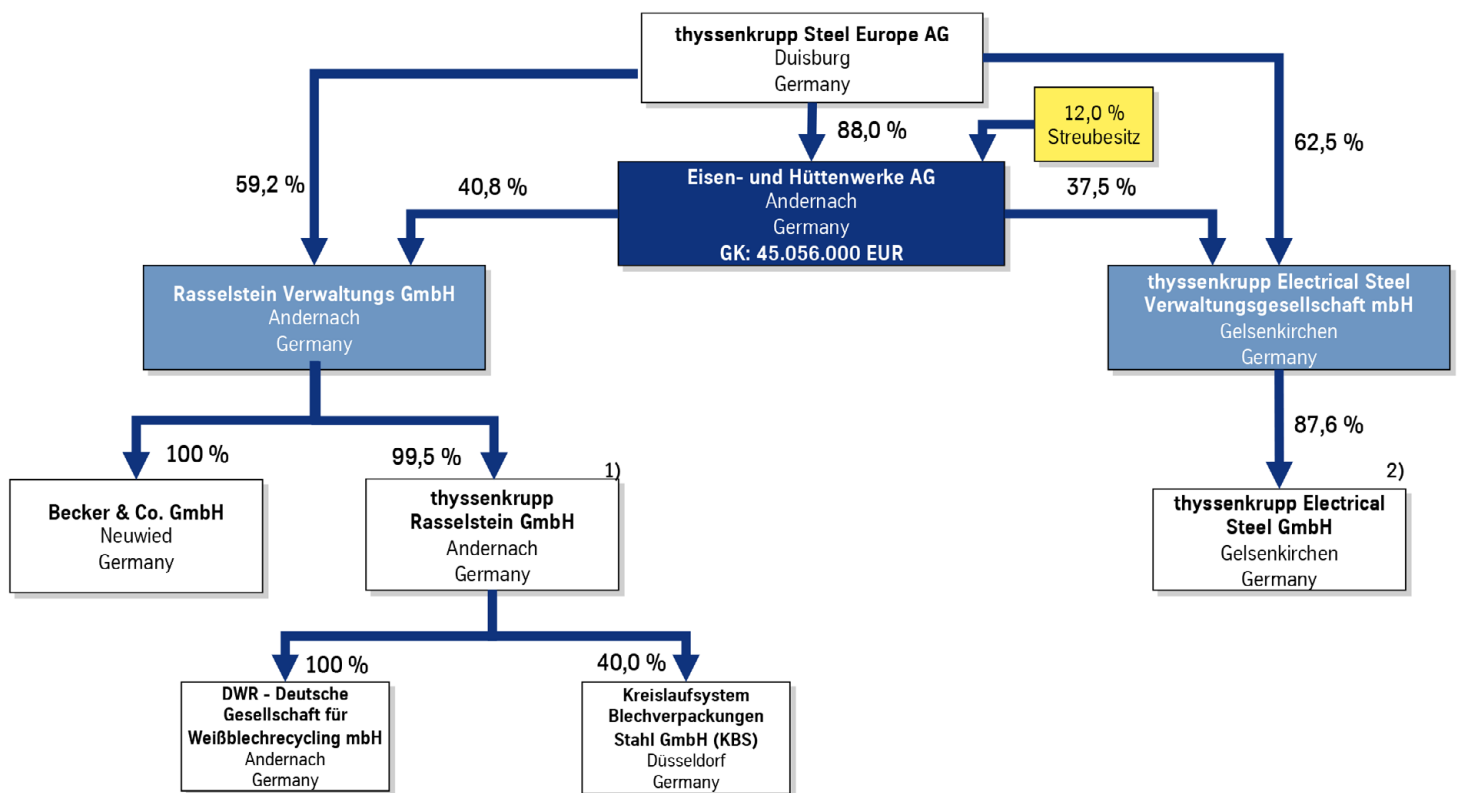 thyssenkrupp Steel Europe AG
Duisburg
Germany
12,0 %
Streubesitz
88,0 %
62,5 %
59,2 %
40,8 %
Eisen- und Hüttenwerke AG
Andernach
Germany
GK: 45.056.000 EUR
37,5 %
Rasselstein Verwaltungs GmbH
Andernach
Germany
thyssenkrupp Electrical Steel
Verwaltungsgesellschaft mbH
Gelsenkirchen
Germany
100 %
99,5 %
87,6 %
1)
2)
Becker & Co. GmbH
Neuwied
Germany
thyssenkrupp
Rasselstein GmbH
Andernach
Germany
thyssenkrupp Electrical
Steel GmbH
Gelsenkirchen
Germany
100 %
40,0 %
DWR - Deutsche
Gesellschaft für
Weißblechrecycling mbH
Andernach
Germany
Kreislaufsystem
Blechverpackungen
Stahl GmbH (KBS)
Düsseldorf
Germany